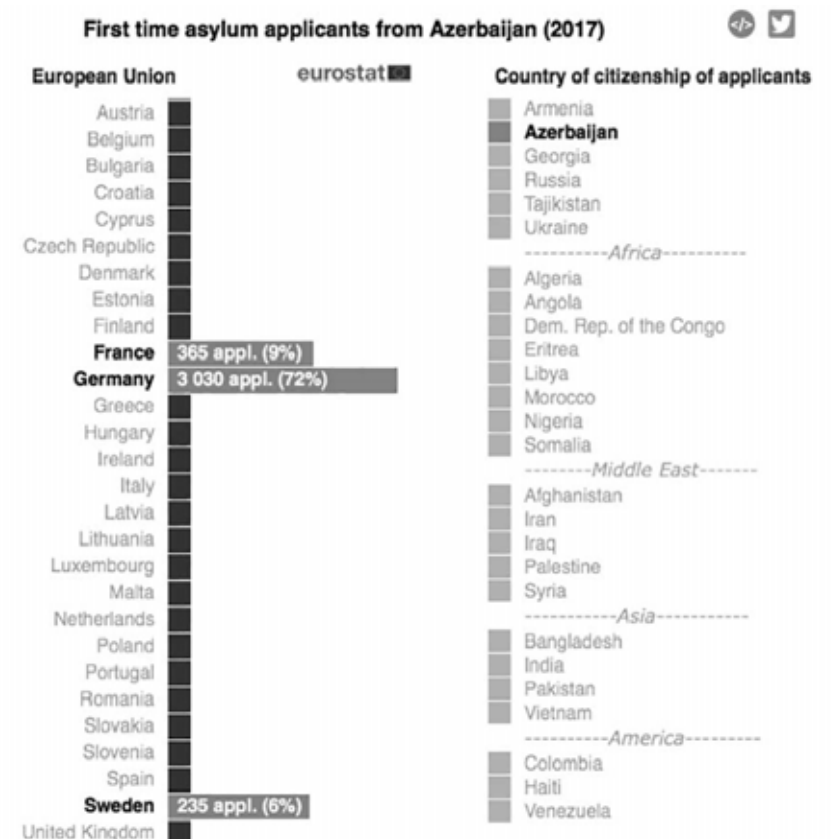 First time asylum applicants from Azerbaijan (2017)
European Union
eurostat
Austria
Belgium
Bulgaria
Croatia
Cyprus
Czech Republic
Denmark
Estonia
Finland
France 365 appl. (9%)
Germany 3 030 appl. (72%)
Greece
Hungary
Ireland
Italy
Latvia
Lithuania
Luxembourg
Malta
Netherlands
Poland
Portugal
Romania
Slovakia
Slovenia
Spain
Sweden 235 appl. (6%)
United Kingdom
Country of citizenship of applicants
Armenia
Azerbaijan
Georgia
Russia
Tajikistan
Ukraine
----------Africa----------
Algeria
Angola
Dem. Rep. of the Congo
Eritrea
Libya
Morocco
Nigeria
Somalia
--------Middle East-------
Afghanistan
Iran
Iraq
Palestine
Syria
-----------Asia-----------
Bangladesh
India
Pakistan
Vietnam
----------America---------
Colombia
Haiti
Venezuela